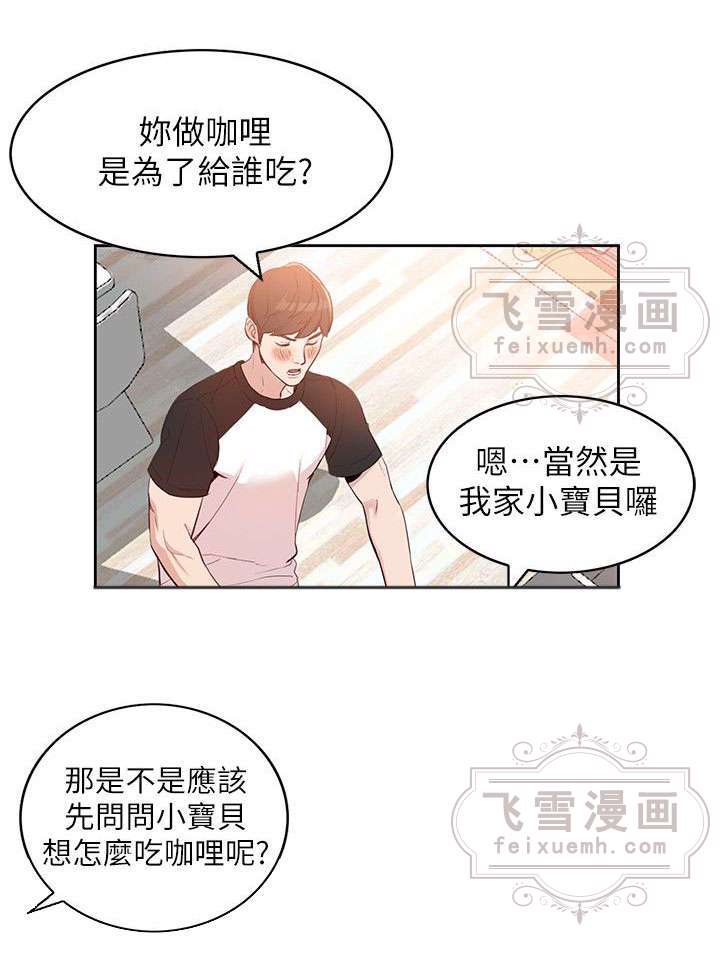 妳做咖哩
是為了給誰吃?
飞雪漫画
feixuemh.com
嗯…當然是
我家小寶貝囉
那是不是應該
先問問小寶貝
想怎麼吃咖哩呢?
飞雪漫画
feixuemh.com